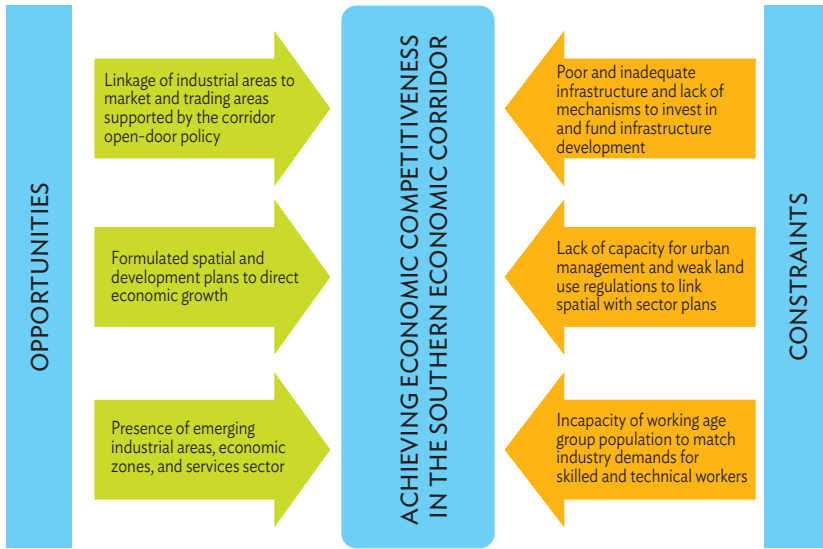 OPPORTUNITIES
Linkage of industrial areas to
market and trading areas
supported by the corridor
open-door policy
Formulated spatial and
development plans to direct
economic growth
Presence of emerging
industrial areas, economic
zones, and services sector
ACHIEVING ECONOMIC COMPETITIVENESS
IN THE SOUTHERN ECONOMIC CORRIDOR
Poor and inadequate
infrastructure and lack of
mechanisms to invest in
and fund infrastructure
development
Lack of capacity for urban
management and weak land
use regulations to link
spatial with sector plans
Incapacity of working age
group population to match
industry demands for
skilled and technical workers
CONSTRAINTS